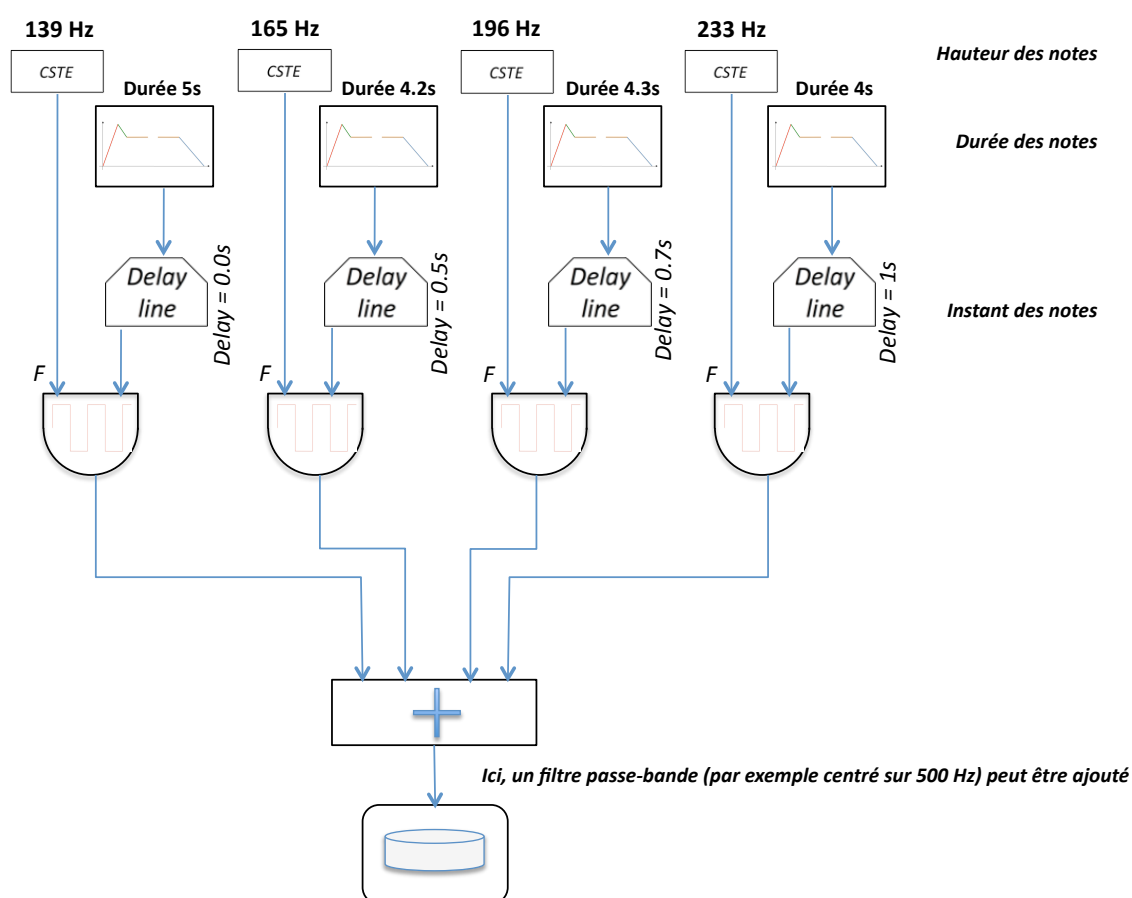 139 Hz
165 Hz
196 Hz
233 Hz
Hauteur des notes
CSTE
CSTE
CSTE
CSTE
Durée 5s
Durée 4.2s
Durée 4.3s
Durée 4s
Durée des notes
Delay
line
Delay = 0.0s
Delay
line
Delay = 0.5s
Delay
line
Delay = 0.7s
Delay
line
Delay = 1s
Instant des notes
F
F
F
F
Ici, un filtre passe-bande (par exemple centré sur 500 Hz) peut être ajouté